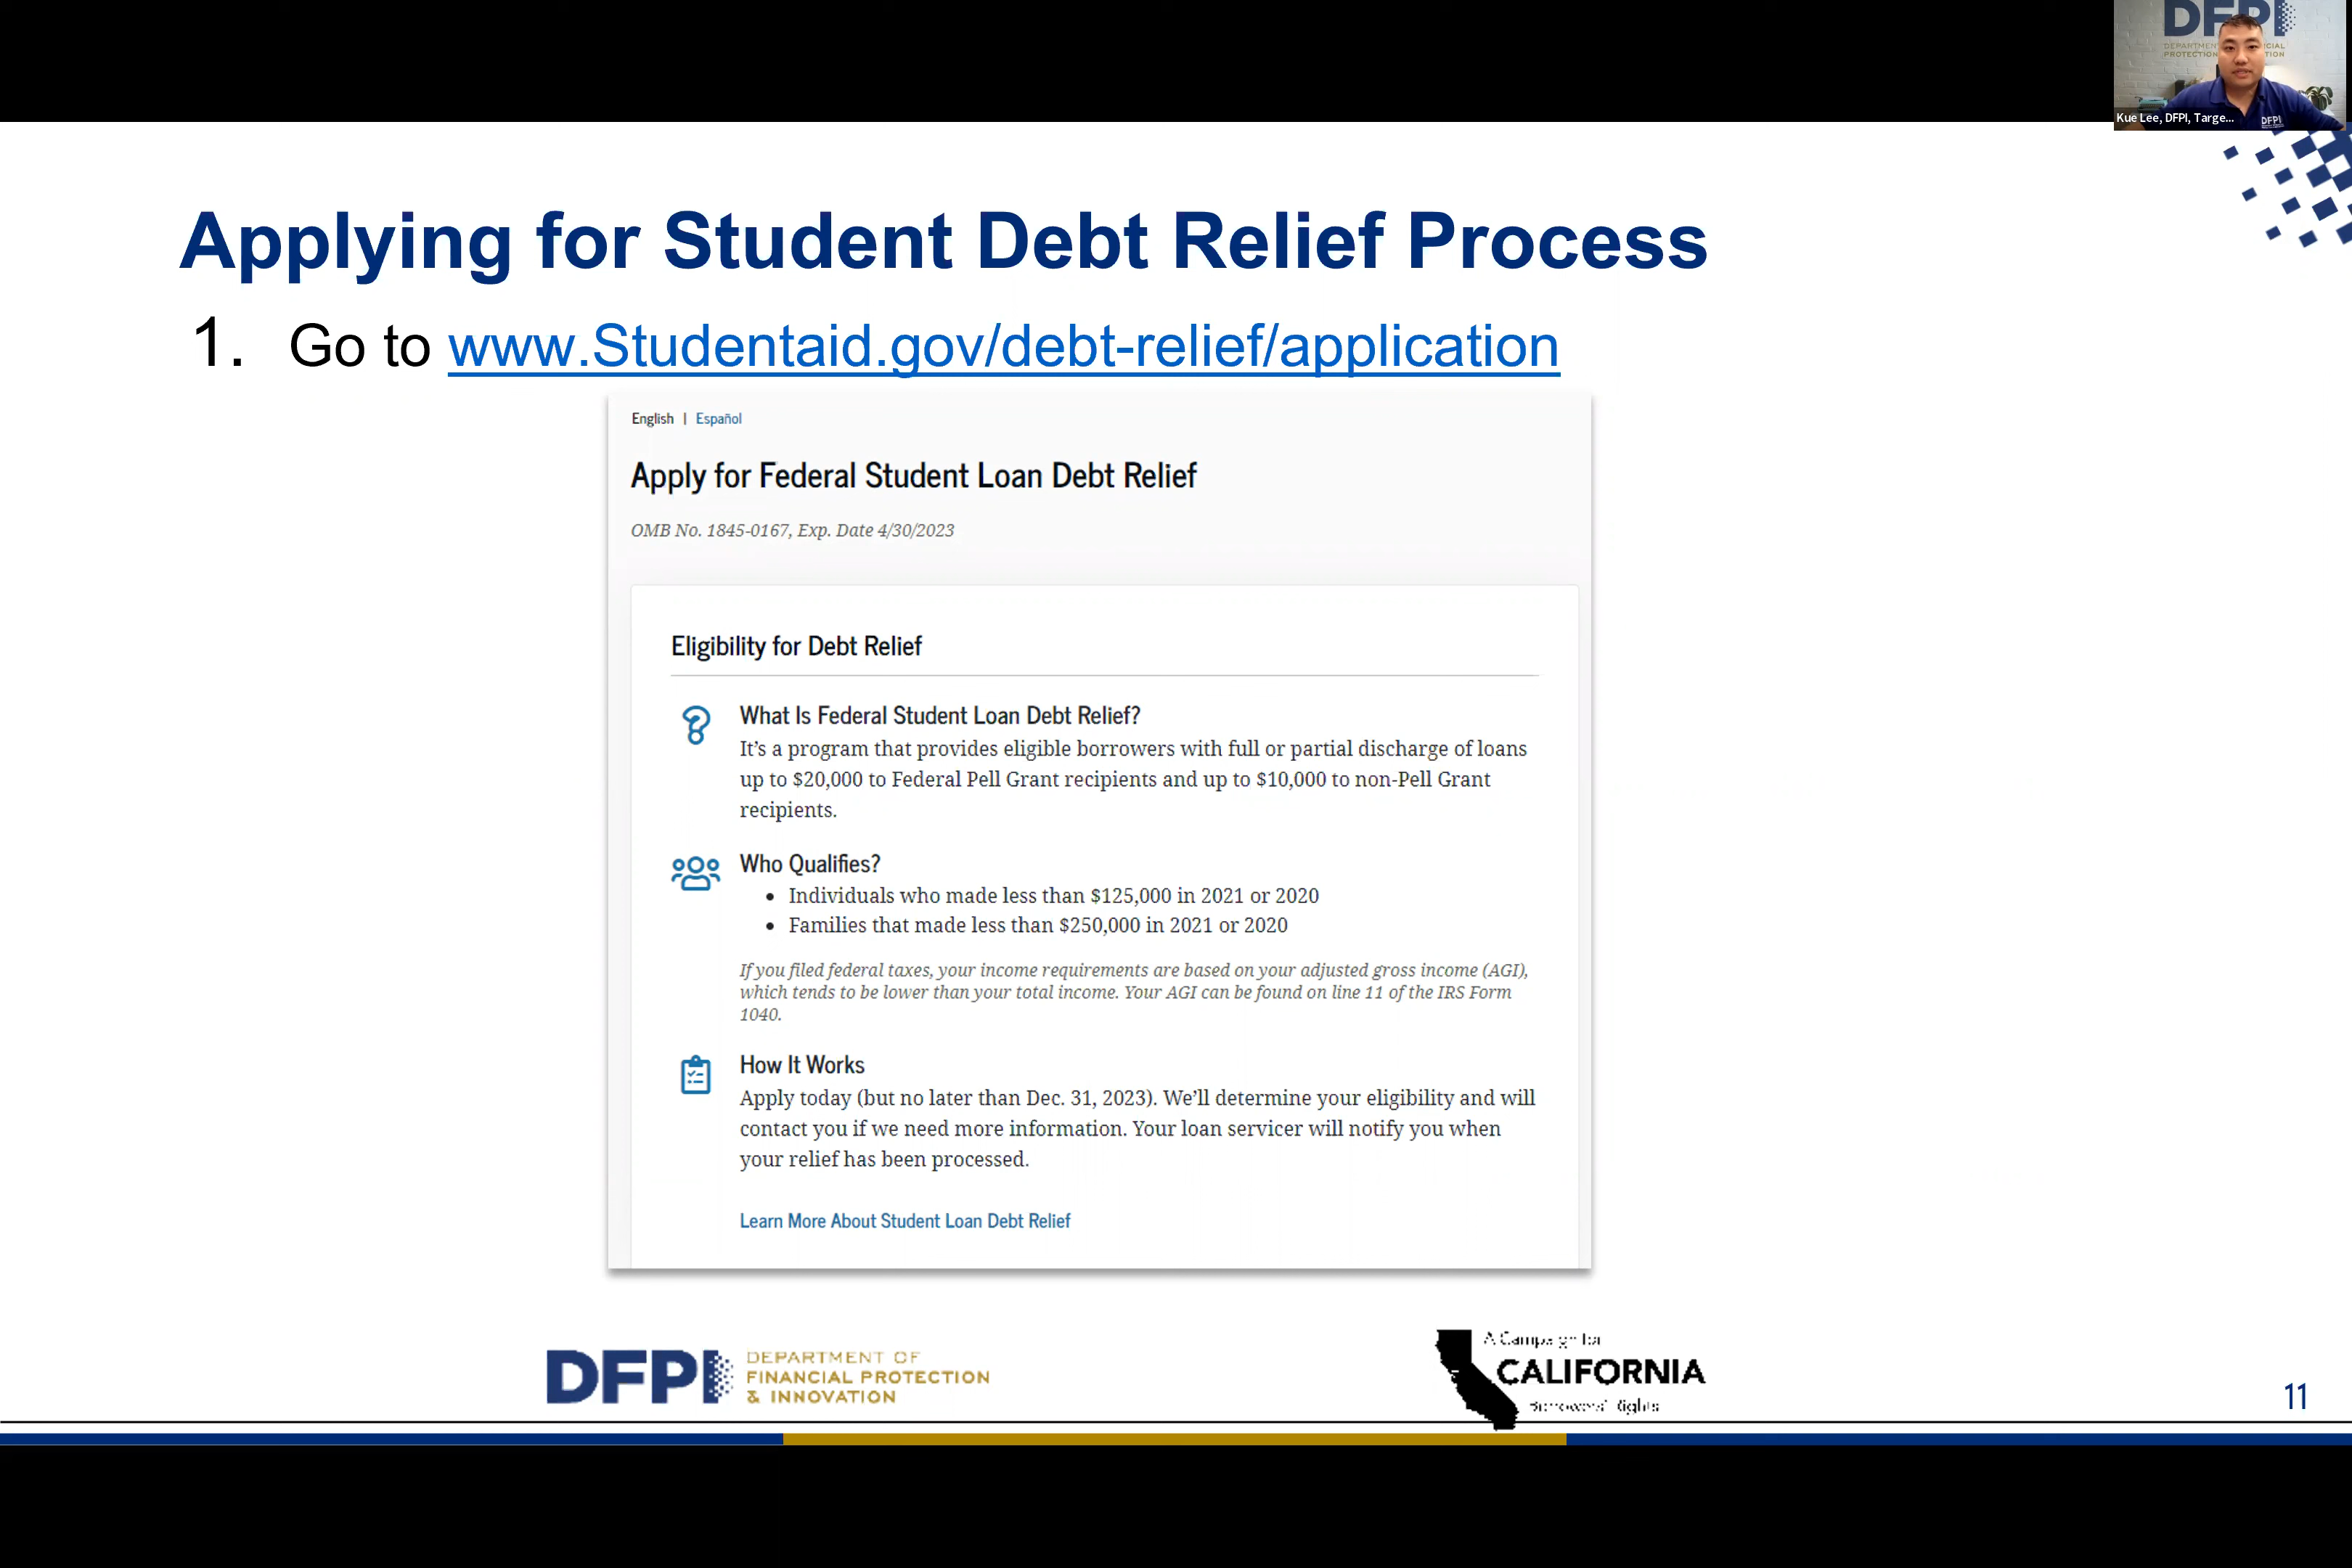 DFPI
DEPARTMENT
PROTECTION
Kue Lee, DFPI, Targe...
DFPI
Applying for Student Debt Relief Process
1. Go to www.Studentaid.gov/debt-relief/application
English | Español
Apply for Federal Student Loan Debt Relief
OMB No. 1845-0167, Exp. Date 4/30/2023
Eligibility for Debt Relief
What Is Federal Student Loan Debt Relief?
It’s a program that provides eligible borrowers with full or partial discharge of loans
up to $20,000 to Federal Pell Grant recipients and up to $10,000 to non-Pell Grant
recipients.
Who Qualifies?
• Individuals who made less than $125,000 in 2021 or 2020
• Families that made less than $250,000 in 2021 or 2020
If you filed federal taxes, your income requirements are based on your adjusted gross income (AGI),
which tends to be lower than your total income. Your AGI can be found on line 11 of the IRS Form
1040.
How It Works
Apply today (but no later than Dec. 31, 2023). We’ll determine your eligibility and will
contact you if we need more information. Your loan servicer will notify you when
your relief has been processed.
Learn More About Student Loan Debt Relief
DFPI
DEPARTMENT OF
FINANCIAL PROTECTION
& INNOVATION
A Campaign for
CALIFORNIA
Borrowers' Rights
11